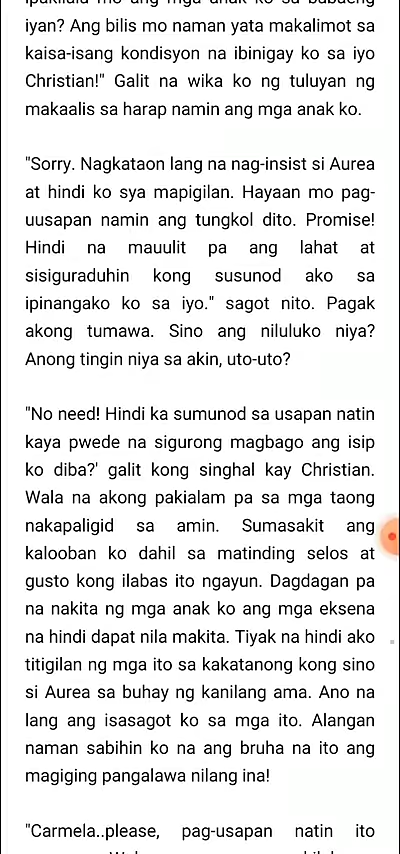 iyan? Ang bilis mo naman yata makalimot sa
kaisa-isang kondisyon na ibinigay ko sa iyo
Christian!" Galit na wika ko ng tuluyan ng
makaalis sa harap namin ang mga anak ko.
"Sorry. Nagkataon lang na nag-insist si Aurea
at hindi ko sya mapigilan. Hayaan mo pag-
uusapan namin ang tungkol dito. Promise!
Hindi na mauulit pa ang lahat at
sisiguraduhin kong susunod ako sa
ipinangako ko sa iyo." sagot nito. Pagak
akong tumawa. Sino ang niluluko niya?
Anong tingin niya sa akin, uto-uto?
"No need! Hindi ka sumunod sa usapan natin
kaya pwede na sigurong magbago ang isip
ko diba?' galit kong singhal kay Christian.
Wala na akong pakialam pa sa mga taong
nakapaligid sa amin. Sumasakit ang
kalooban ko dahil sa matinding selos at
gusto kong ilabas ito ngayun. Dagdagan pa
na nakita ng mga anak ko ang mga eksena
na hindi dapat nila makita. Tiyak na hindi ako
titigilan ng mga ito sa kakatanong kong sino
si Aurea sa buhay ng kanilang ama. Ano na
lang ang isasagot ko sa mga ito. Alangan
naman sabihin ko na ang bruha na ito ang
magiging pangalawa nilang ina!
"Carmela..please, pag-usapan natin ito